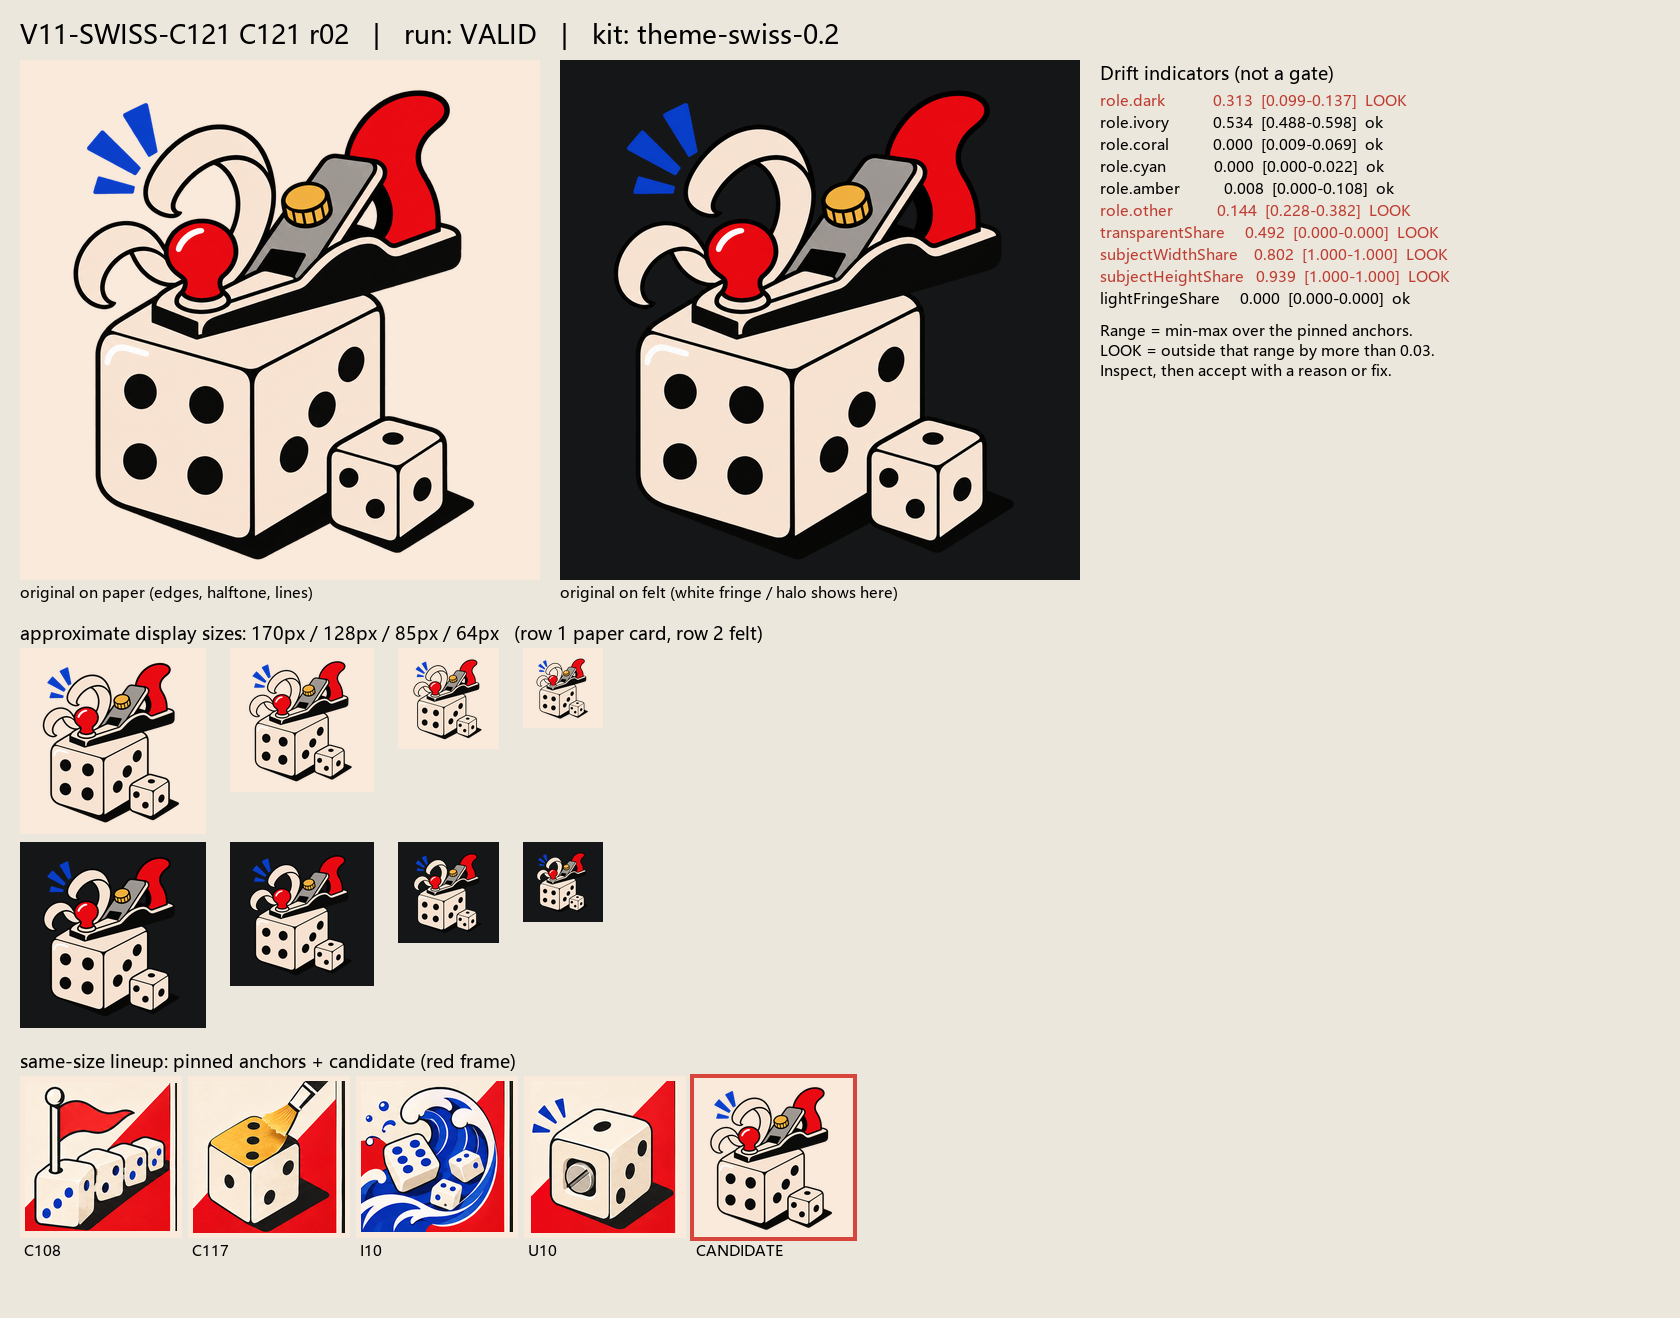 V11-SWISS-C121 C121 r02 | run: VALID | kit: theme-swiss-0.2
Drift indicators (not a gate)
role.dark 0.313 [0.099-0.137] LOOK
role.ivory 0.534 [0.488-0.598] ok
role.coral 0.000 [0.009-0.069] ok
role.cyan 0.000 [0.000-0.022] ok
role.amber 0.008 [0.000-0.108] ok
role.other 0.144 [0.228-0.382] LOOK
transparentShare 0.492 [0.000-0.000] LOOK
subjectWidthShare 0.802 [1.000-1.000] LOOK
subjectHeightShare 0.939 [1.000-1.000] LOOK
lightFringeShare 0.000 [0.000-0.000] ok
Range = min-max over the pinned anchors.
LOOK = outside that range by more than 0.03.
Inspect, then accept with a reason or fix.
original on paper (edges, halftone, lines)
original on felt (white fringe / halo shows here)
approximate display sizes: 170px / 128px / 85px / 64px (row 1 paper card, row 2 felt)
same-size lineup: pinned anchors + candidate (red frame)
C108
C117
I10
U10
CANDIDATE